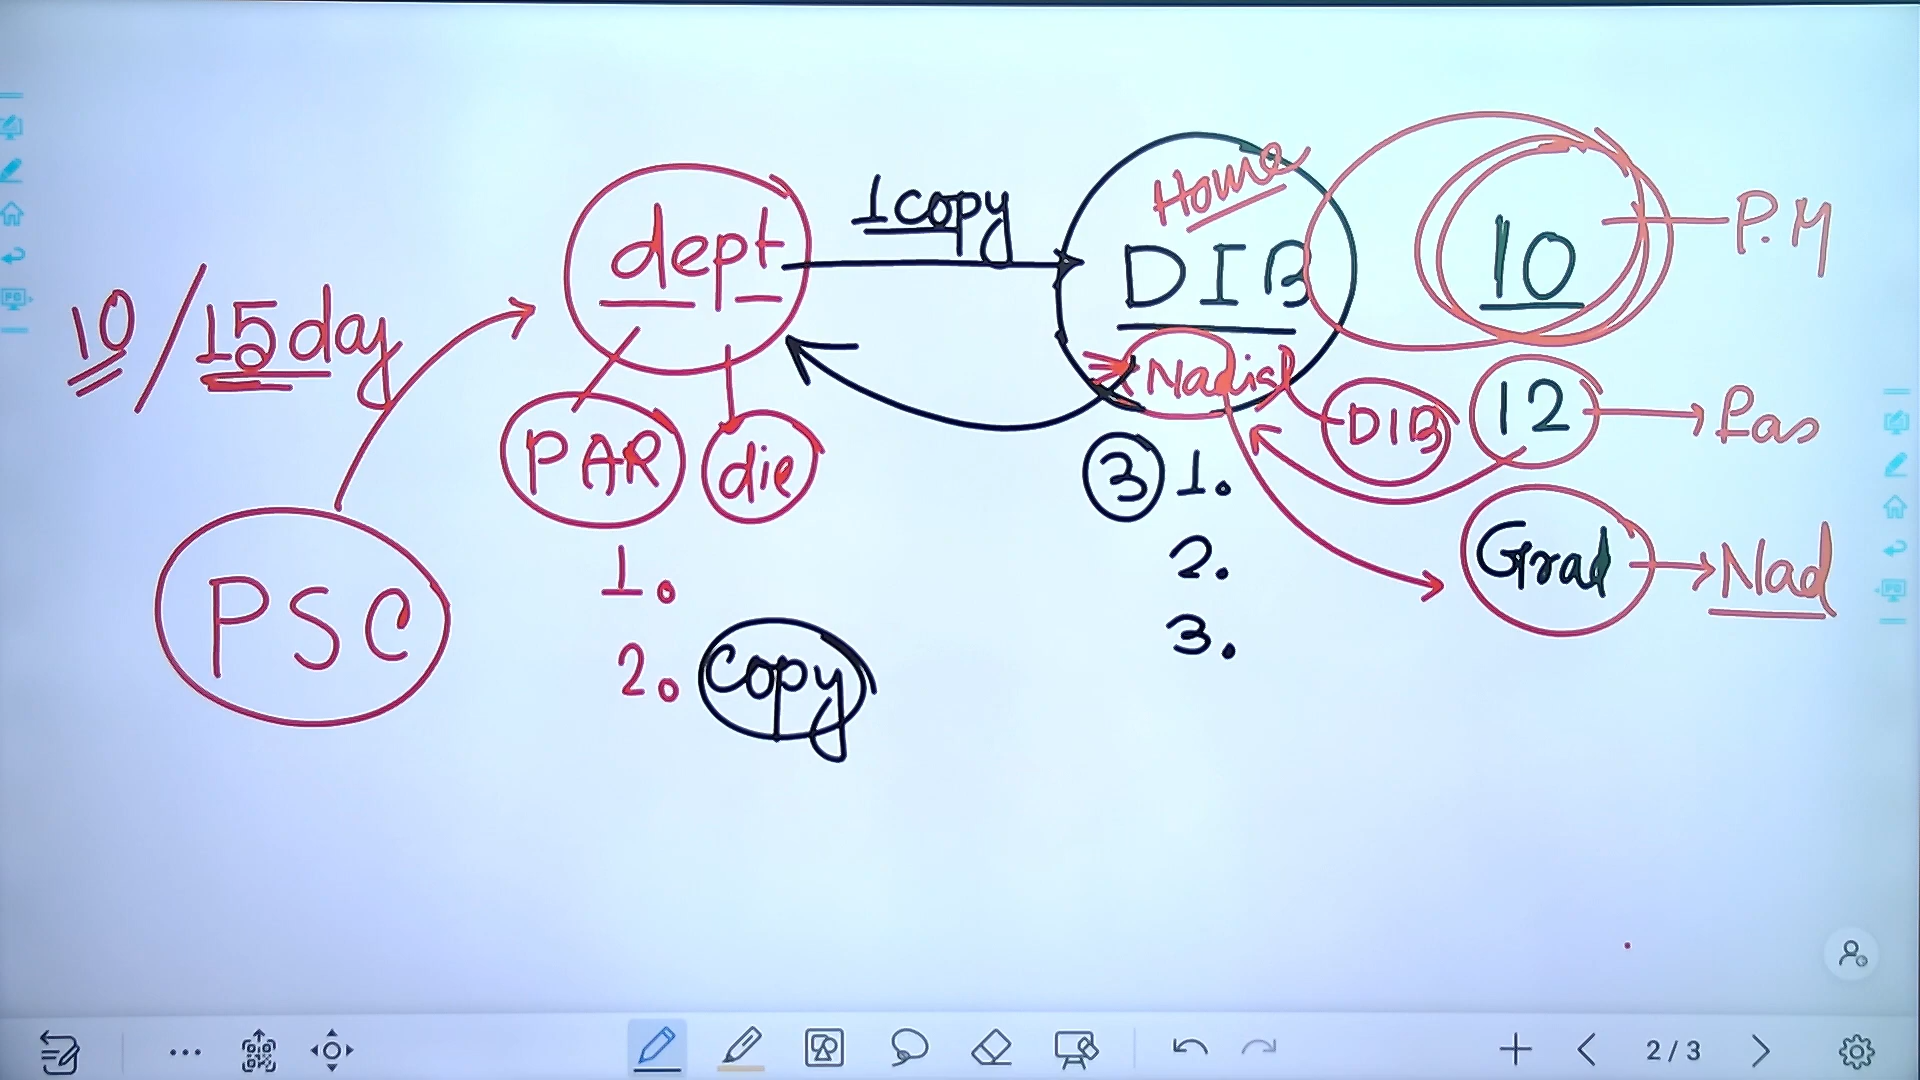 10/15 day
PSC
dept
PAR
die
1.
2. Copy
1 copy
Home
DIB
Nadial
3
1.
2.
3.
10
P.M
DIB
12
Pas
Grad
Nad
2/3